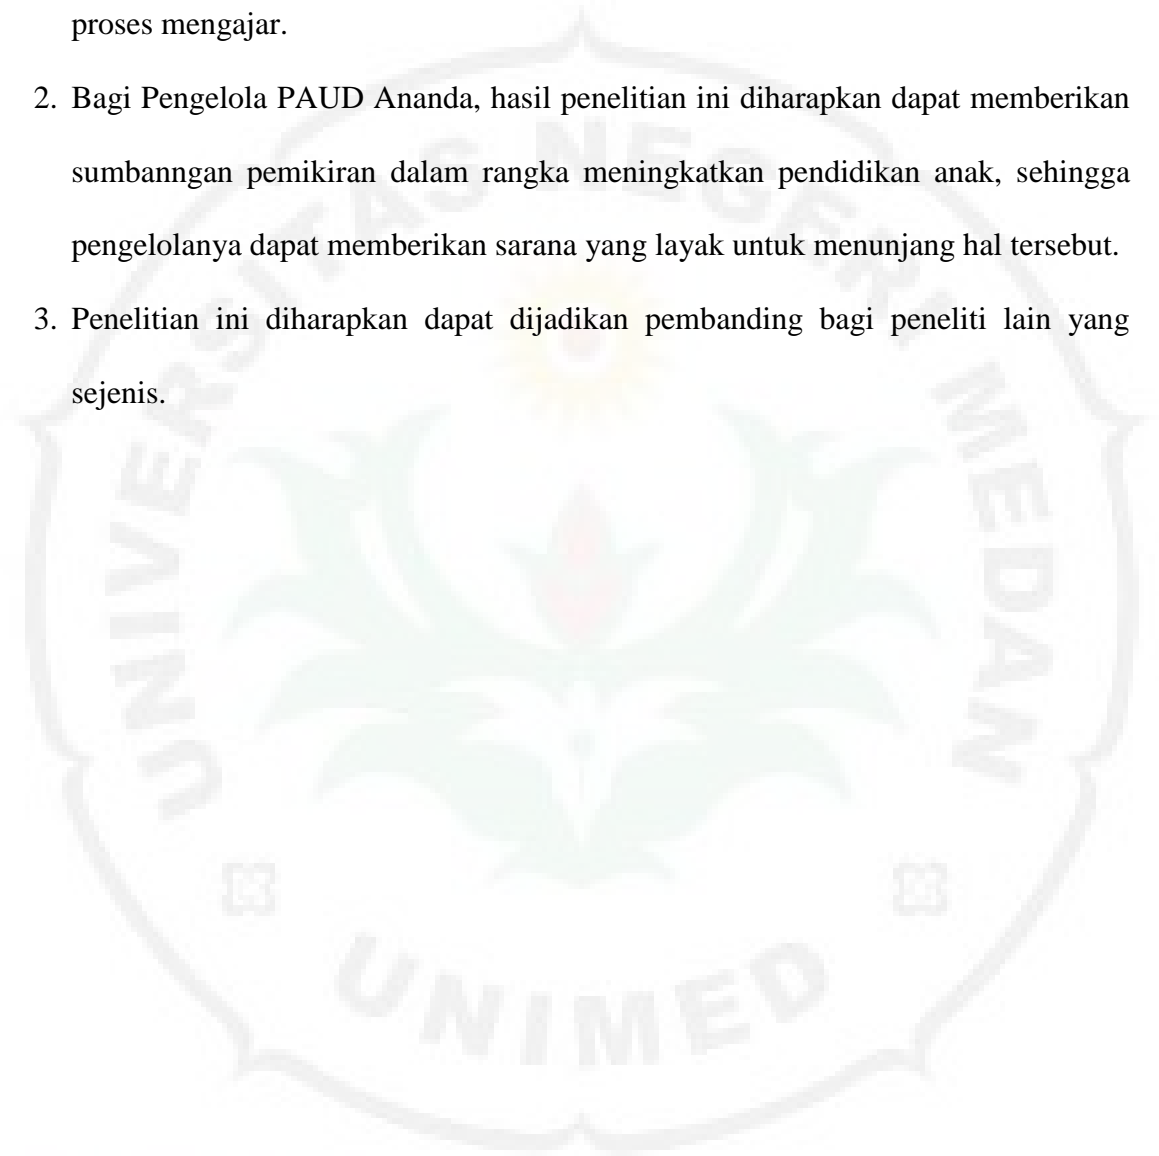 proses mengajar.
2. Bagi Pengelola PAUD Ananda, hasil penelitian ini diharapkan dapat memberikan
sumbanngan pemikiran dalam rangka meningkatkan pendidikan anak, sehingga
pengelolanya dapat memberikan sarana yang layak untuk menunjang hal tersebut.
3. Penelitian ini diharapkan dapat dijadikan pembanding bagi peneliti lain yang
sejenis.
UNIVERSITAS NEGERI MEDAN
UNIMED